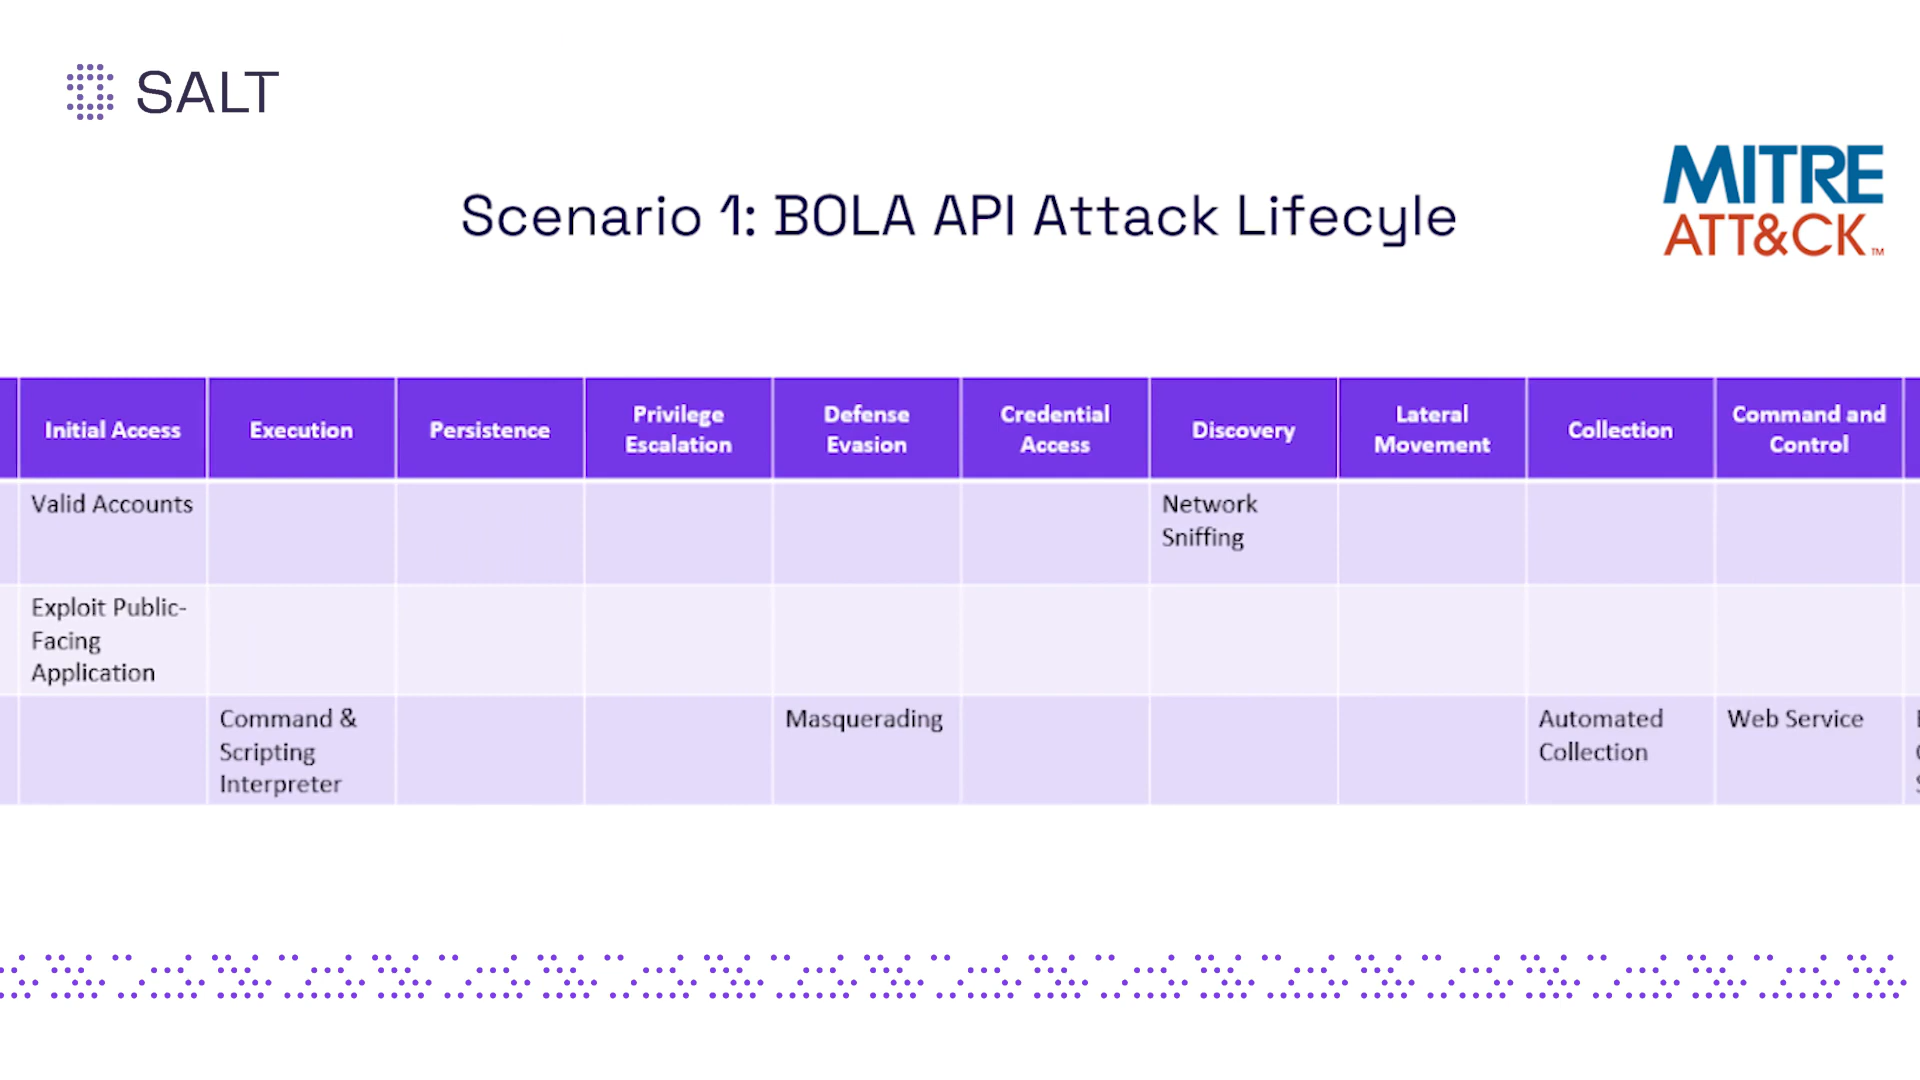 SALT
MITRE
ATT&CK™
Scenario 1: BOLA API Attack Lifecyle
Initial Access
Execution
Persistence
Privilege
Escalation
Defense
Evasion
Credential
Access
Discovery
Lateral
Movement
Collection
Command and
Control
Valid Accounts
Network
Sniffing
Exploit Public-
Facing
Application
Command &
Scripting
Interpreter
Masquerading
Automated
Collection
Web Service